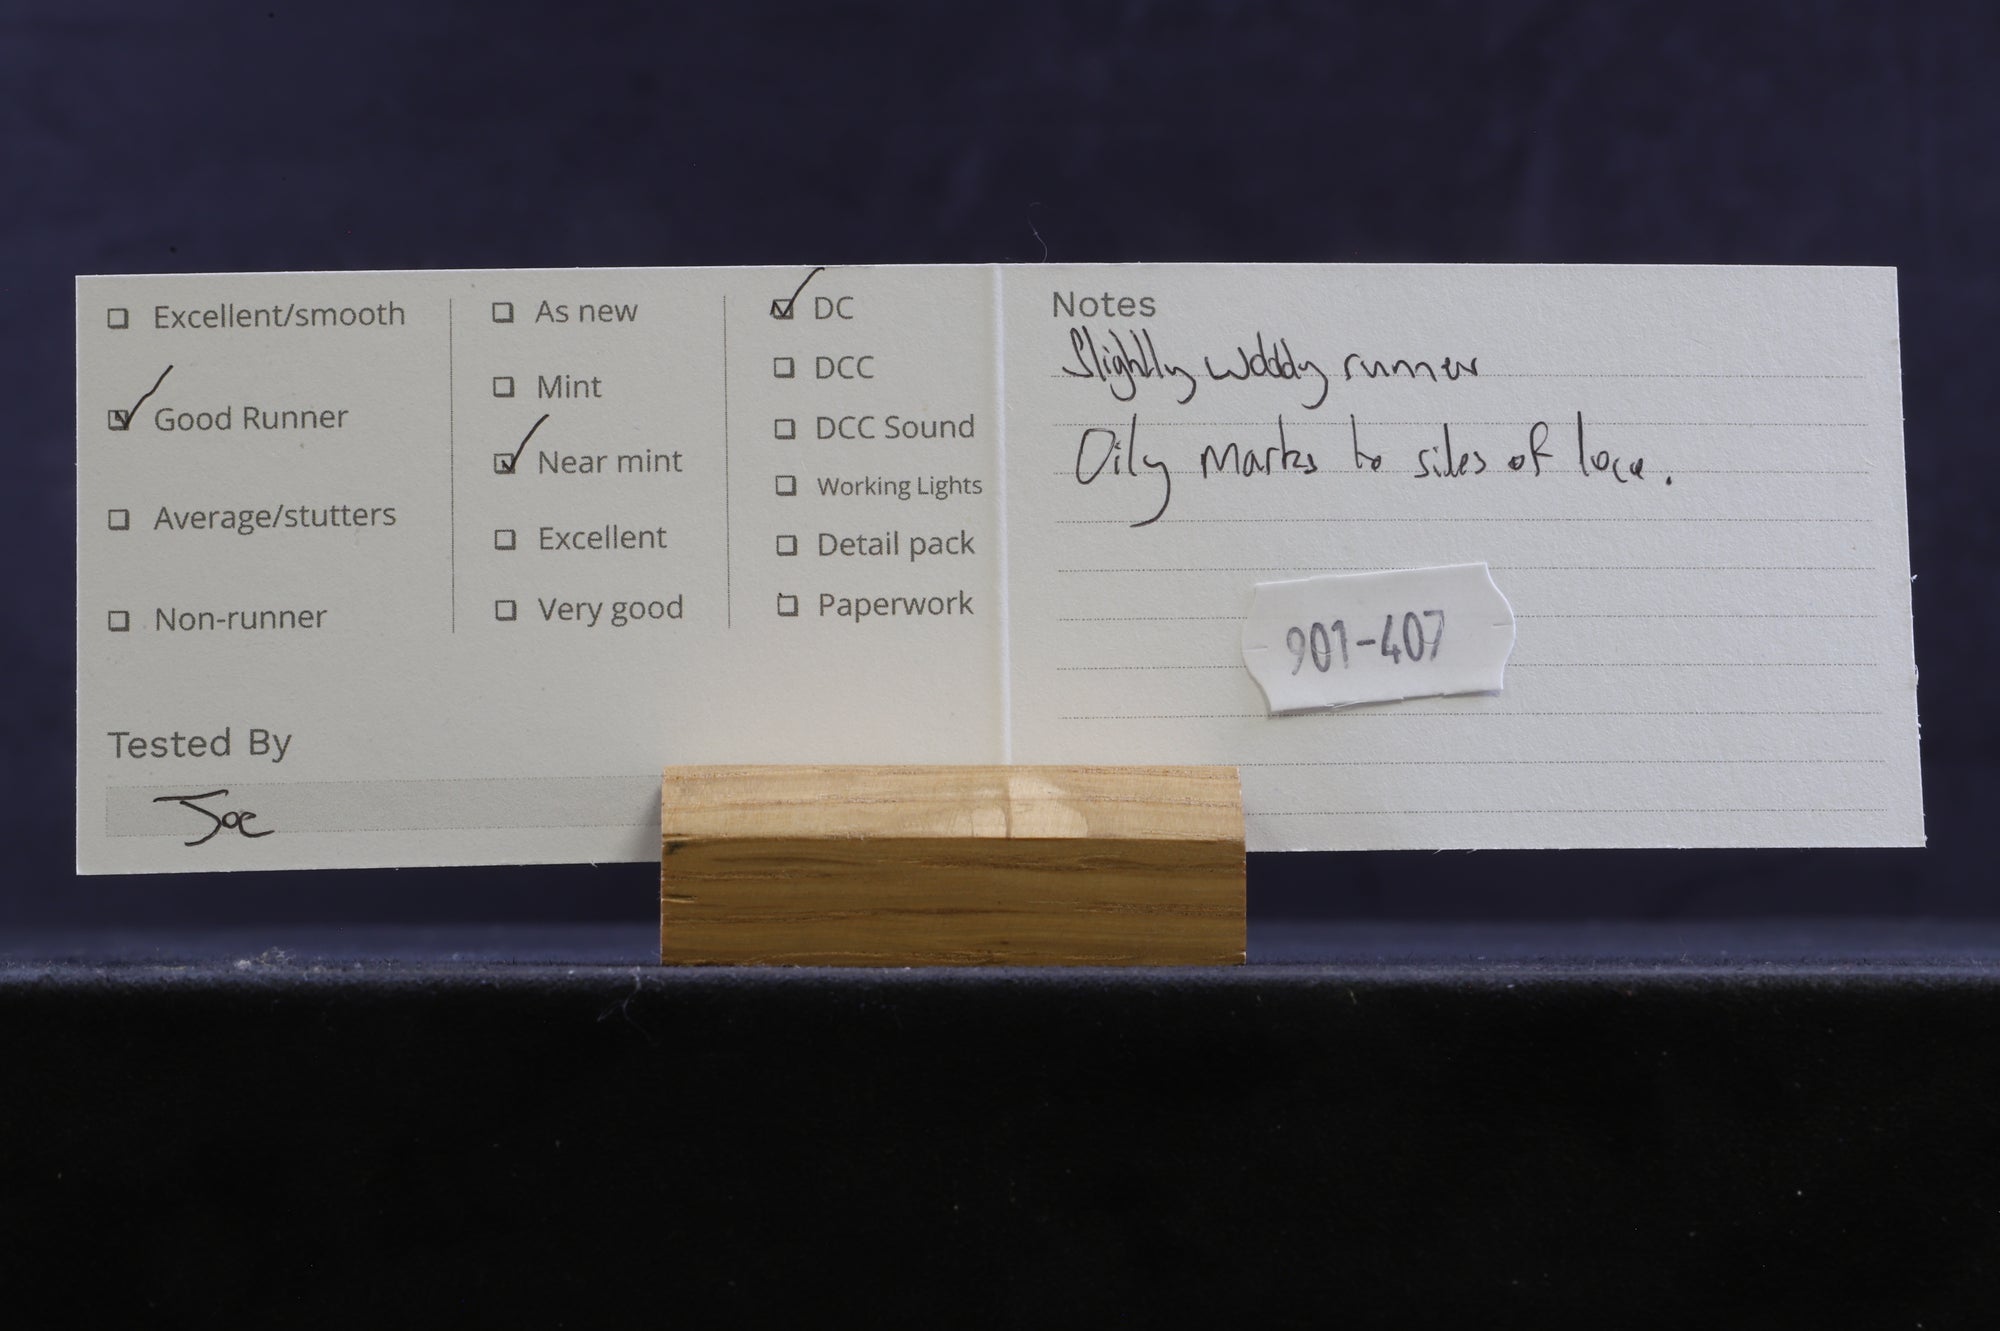 Excellent/smooth
Good Runner
Average/stutters
Non-runner
As new
Mint
Near mint
Excellent
Very good
DC
DCC
DCC Sound
Working Lights
Detail pack
Paperwork
Tested By
Joe
Notes
Slightly runner
Oily marks to sides of loco.
901-407